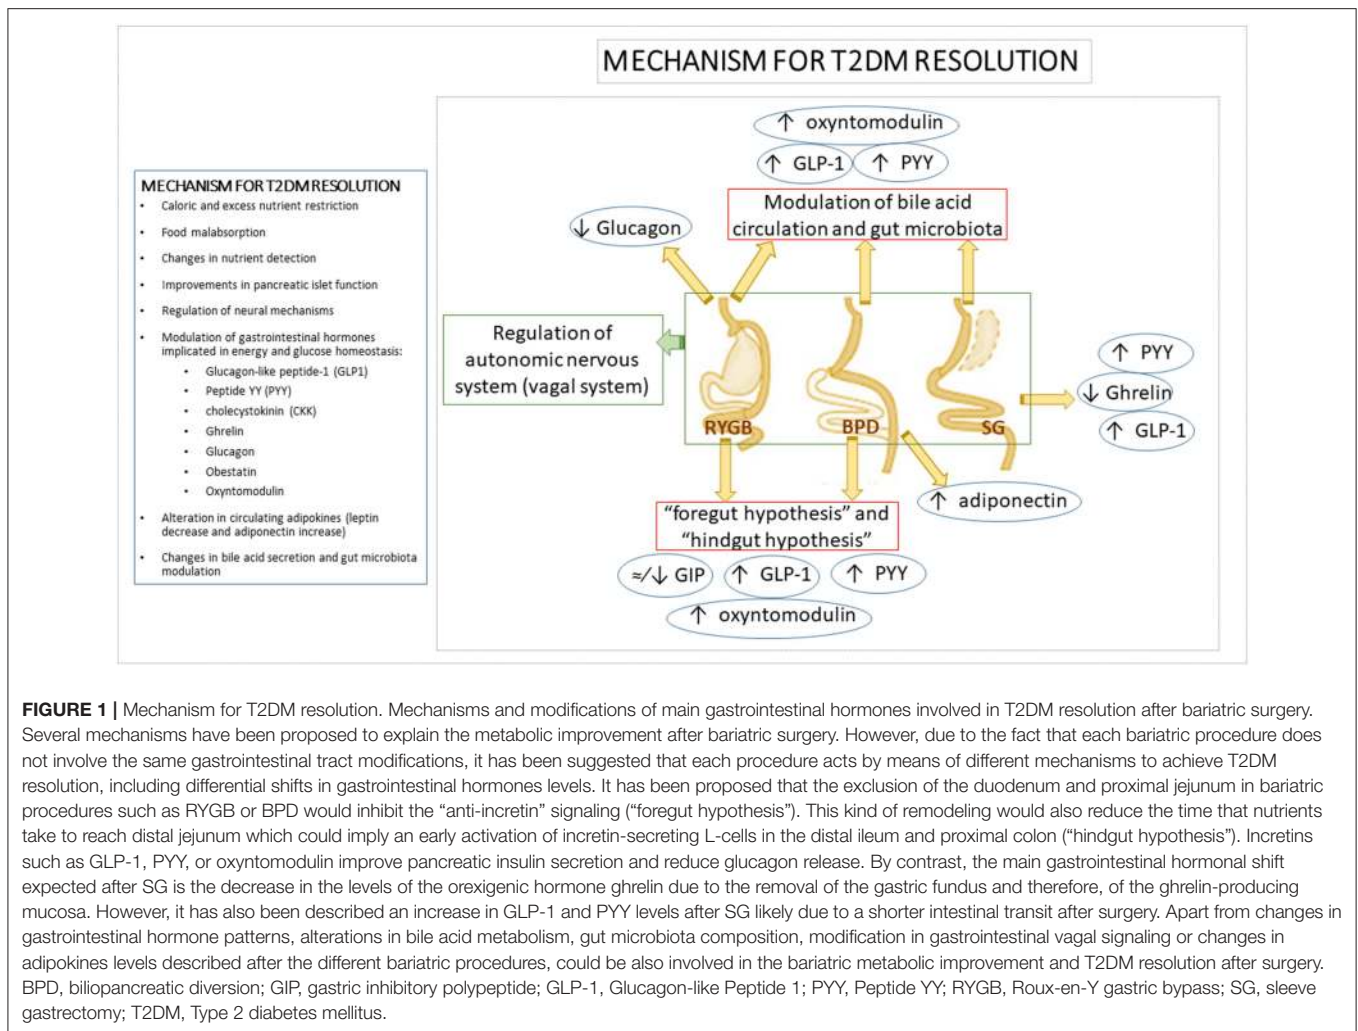 MECHANISM FOR T2DM RESOLUTION
MECHANISM FOR T2DM RESOLUTION
• Caloric and excess nutrient restriction
• Food malabsorption
• Changes in nutrient detection
• Improvements in pancreatic islet function
• Regulation of neural mechanisms
• Modulation of gastrointestinal hormones
implicated in energy and glucose homeostasis:
• Glucagon-like peptide-1 (GLP1)
• Peptide YY (PYY)
• cholecystokinin (CKK)
• Ghrelin
• Glucagon
• Obestatin
• Oxyntomodulin
• Alteration in circulating adipokines (leptin
decrease and adiponectin increase)
• Changes in bile acid secretion and gut microbiota
modulation
↑ oxyntomodulin
↑ GLP-1
↑ PYY
Modulation of bile acid
circulation and gut microbiota
↓ Glucagon
Regulation of
autonomic nervous
system (vagal system)
RYGB
BPD
SG
↑ PYY
↓ Ghrelin
↑ GLP-1
↑ adiponectin
“foregut hypothesis” and
“hindgut hypothesis”
≈/↓ GIP
↑ GLP-1
↑ PYY
↑ oxyntomodulin
FIGURE 1 | Mechanism for T2DM resolution. Mechanisms and modifications of main gastrointestinal hormones involved in T2DM resolution after bariatric surgery.
Several mechanisms have been proposed to explain the metabolic improvement after bariatric surgery. However, due to the fact that each bariatric procedure does
not involve the same gastrointestinal tract modifications, it has been suggested that each procedure acts by means of different mechanisms to achieve T2DM
resolution, including differential shifts in gastrointestinal hormones levels. It has been proposed that the exclusion of the duodenum and proximal jejunum in bariatric
procedures such as RYGB or BPD would inhibit the “anti-incretin” signaling (“foregut hypothesis”). This kind of remodeling would also reduce the time that nutrients
take to reach distal jejunum which could imply an early activation of incretin-secreting L-cells in the distal ileum and proximal colon (“hindgut hypothesis”). Incretins
such as GLP-1, PYY, or oxyntomodulin improve pancreatic insulin secretion and reduce glucagon release. By contrast, the main gastrointestinal hormonal shift
expected after SG is the decrease in the levels of the orexigenic hormone ghrelin due to the removal of the gastric fundus and therefore, of the ghrelin-producing
mucosa. However, it has also been described an increase in GLP-1 and PYY levels after SG likely due to a shorter intestinal transit after surgery. Apart from changes in
gastrointestinal hormone patterns, alterations in bile acid metabolism, gut microbiota composition, modification in gastrointestinal vagal signaling or changes in
adipokines levels described after the different bariatric procedures, could be also involved in the bariatric metabolic improvement and T2DM resolution after surgery.
BPD, biliopancreatic diversion; GIP, gastric inhibitory polypeptide; GLP-1, Glucagon-like Peptide 1; PYY, Peptide YY; RYGB, Roux-en-Y gastric bypass; SG, sleeve
gastrectomy; T2DM, Type 2 diabetes mellitus.